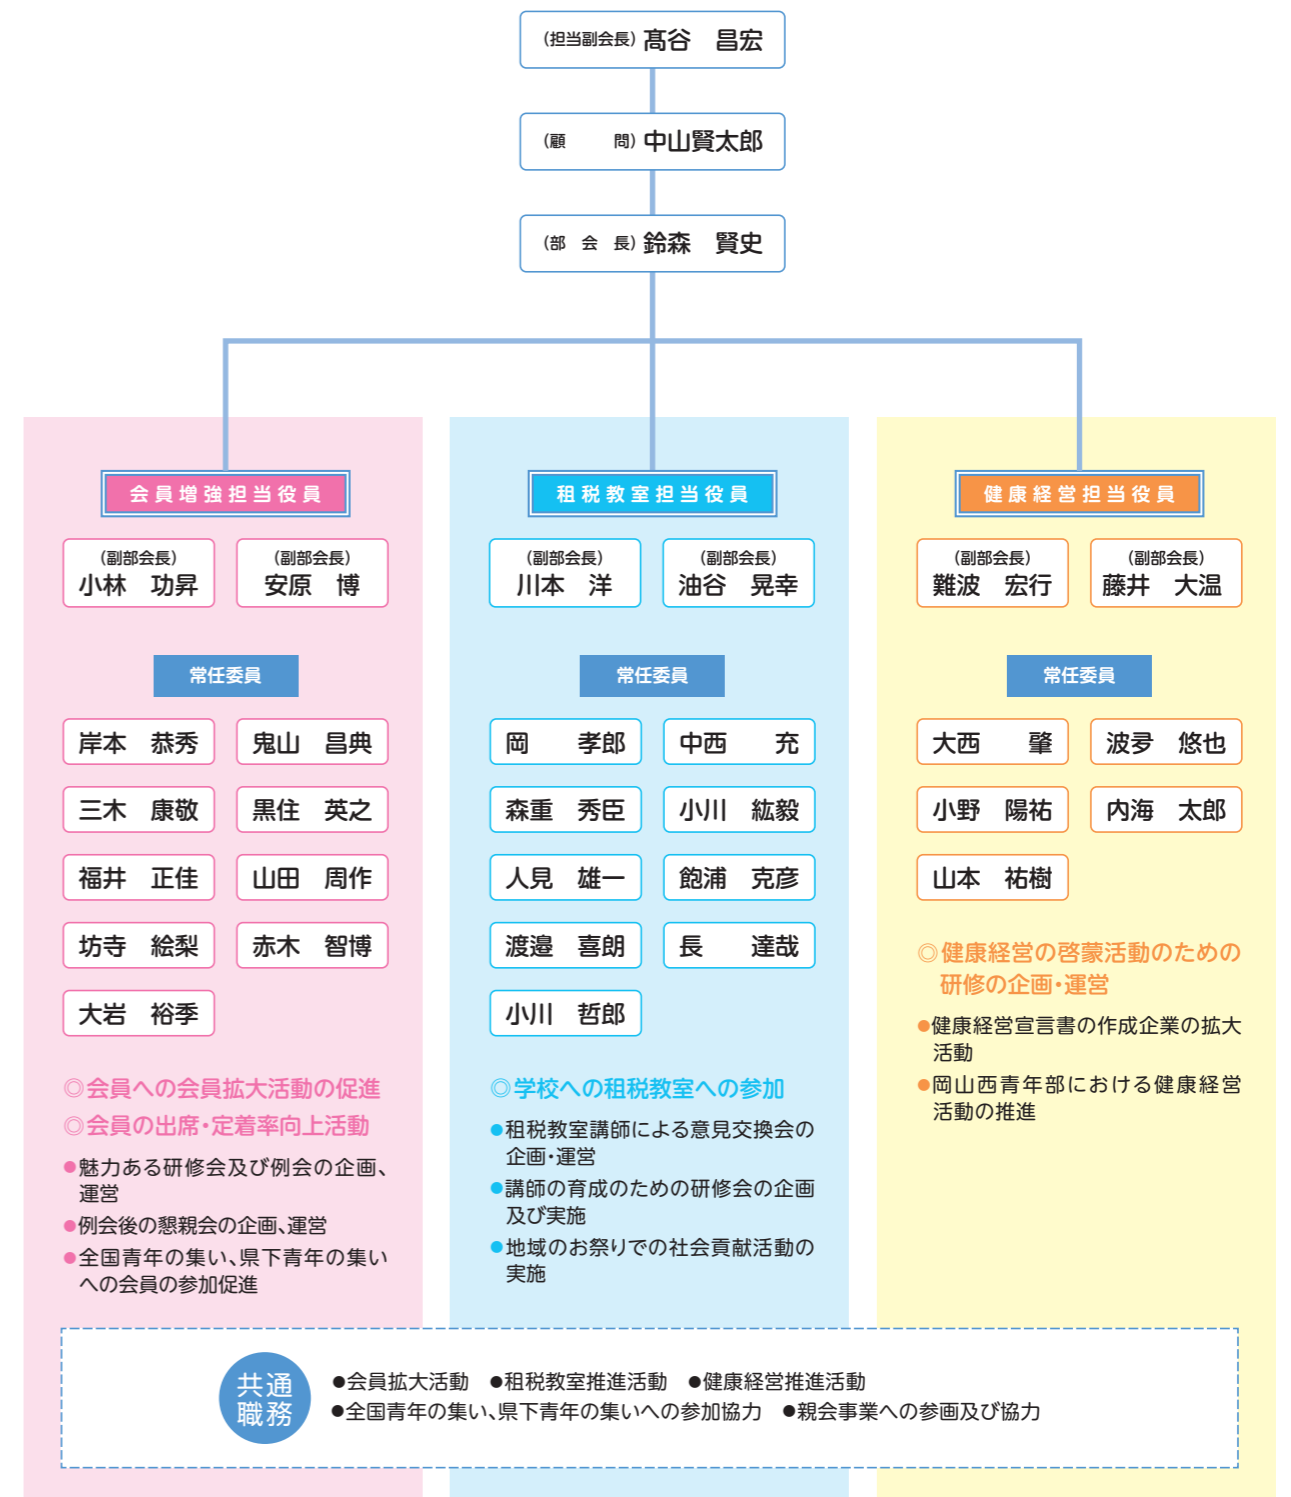 (担当副会長) 髙谷　昌宏
(顧　　問) 中山賢太郎
(部　会　長) 鈴森　賢史
会員増強担当役員
(副部会長)
小林　功昇
(副部会長)
安原　博
常任委員
岸本　恭秀
鬼山　昌典
三木　康敬
黒住　英之
福井　正佳
山田　周作
坊寺　絵梨
赤木　智博
大岩　裕季
◎会員への会員拡大活動の促進
◎会員の出席・定着率向上活動
●魅力ある研修会及び例会の企画、
運営
●例会後の懇親会の企画、運営
●全国青年の集い、県下青年の集い
への会員の参加促進
租税教室担当役員
(副部会長)
川本　洋
(副部会長)
油谷　晃幸
常任委員
岡　　孝郎
中西　　充
森重　秀臣
小川　紘毅
人見　雄一
飽浦　克彦
渡邉　喜朗
長　　達哉
小川　哲郎
◎学校への租税教室への参加
●租税教室講師による意見交換会の
企画・運営
●講師の育成のための研修会の企画
及び実施
●地域のお祭りでの社会貢献活動の
実施
健康経営担当役員
(副部会長)
難波　宏行
(副部会長)
藤井　大温
常任委員
大西　　肇
波夛　悠也
小野　陽祐
内海　太郎
山本　祐樹
◎健康経営の啓蒙活動のための
研修の企画・運営
●健康経営宣言書の作成企業の拡大
活動
●岡山西青年部における健康経営
活動の推進
共通
職務
●会員拡大活動　●租税教室推進活動　●健康経営推進活動
●全国青年の集い、県下青年の集いへの参加協力　●親会事業への参画及び協力